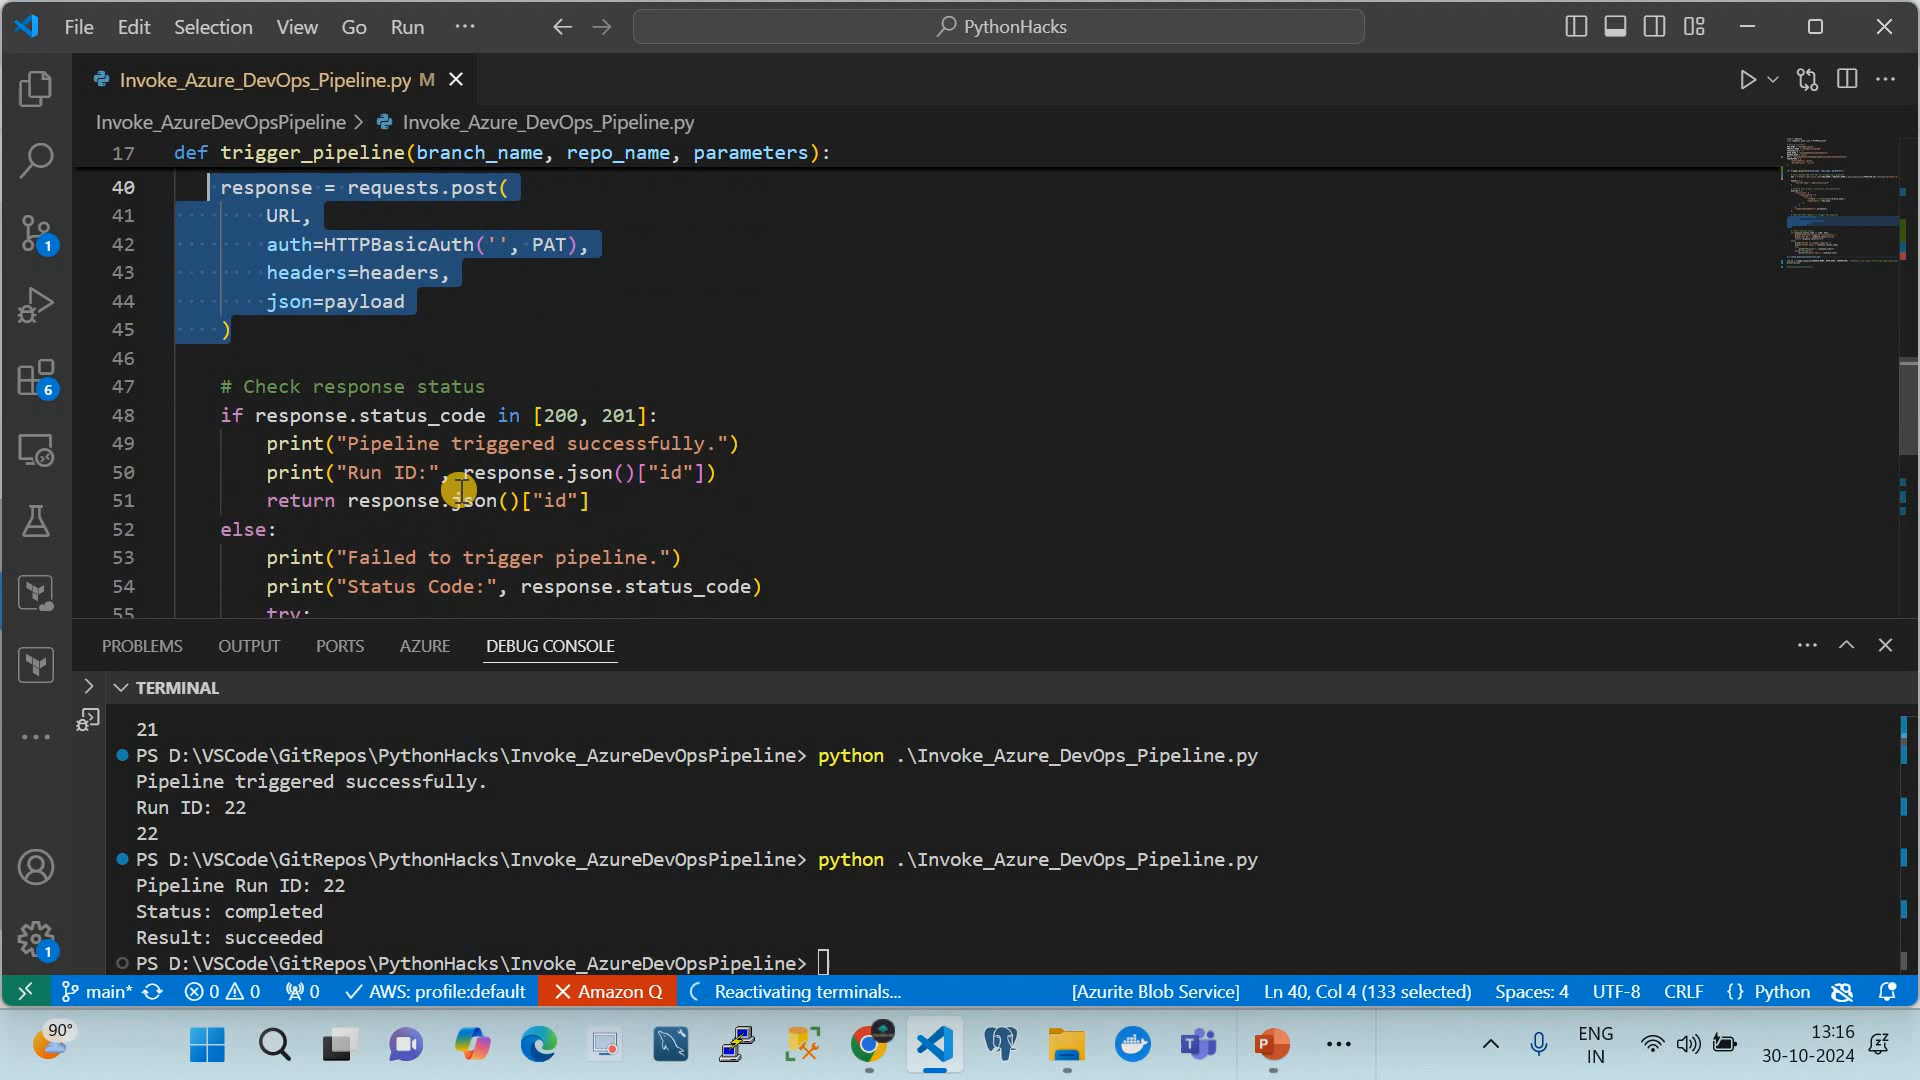 File Edit Selection View Go Run ···
PythonHacks
Invoke_Azure_DevOps_Pipeline.py M
Invoke_AzureDevOpsPipeline > Invoke_Azure_DevOps_Pipeline.py
17 def trigger_pipeline(branch_name, repo_name, parameters):
40 response = requests.post(
41 URL,
42 auth=HTTPBasicAuth('', PAT),
43 headers=headers,
44 json=payload
45 )
46
47 # Check response status
48 if response.status_code in [200, 201]:
49 print("Pipeline triggered successfully.")
50 print("Run ID:", response.json()["id"])
51 return response.json()["id"]
52 else:
53 print("Failed to trigger pipeline.")
54 print("Status Code:", response.status_code)
55 try:
1
6
1
PROBLEMS OUTPUT PORTS AZURE DEBUG CONSOLE
TERMINAL
21
PS D:\VSCode\GitRepos\PythonHacks\Invoke_AzureDevOpsPipeline> python .\Invoke_Azure_DevOps_Pipeline.py
Pipeline triggered successfully.
Run ID: 22
22
PS D:\VSCode\GitRepos\PythonHacks\Invoke_AzureDevOpsPipeline> python .\Invoke_Azure_DevOps_Pipeline.py
Pipeline Run ID: 22
Status: completed
Result: succeeded
PS D:\VSCode\GitRepos\PythonHacks\Invoke_AzureDevOpsPipeline>
main* 0 0 0 AWS: profile:default Amazon Q Reactivating terminals... [Azurite Blob Service] Ln 40, Col 4 (133 selected) Spaces: 4 UTF-8 CRLF {} Python
90° ENG 13:16
IN 30-10-2024